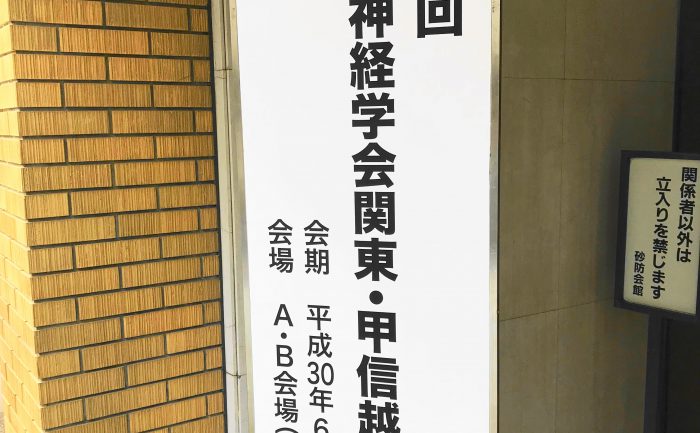 回
神経学会関東・甲信越
会期 平成30年6
会場 A・B会場(
関係者以外は
立入りを禁じます
砂防会館